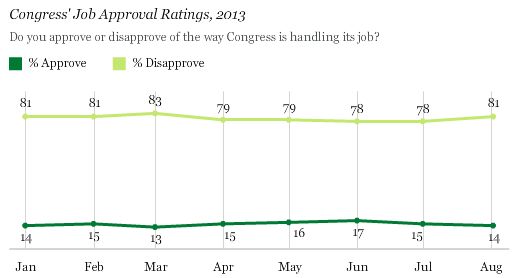 Congress' Job Approval Ratings, 2013
Do you approve or disapprove of the way Congress is handling its job?
% Approve % Disapprove
81 81 83 79 79 78 78 81
14 15 13 15 16 17 15 14
Jan Feb Mar Apr May Jun Jul Aug